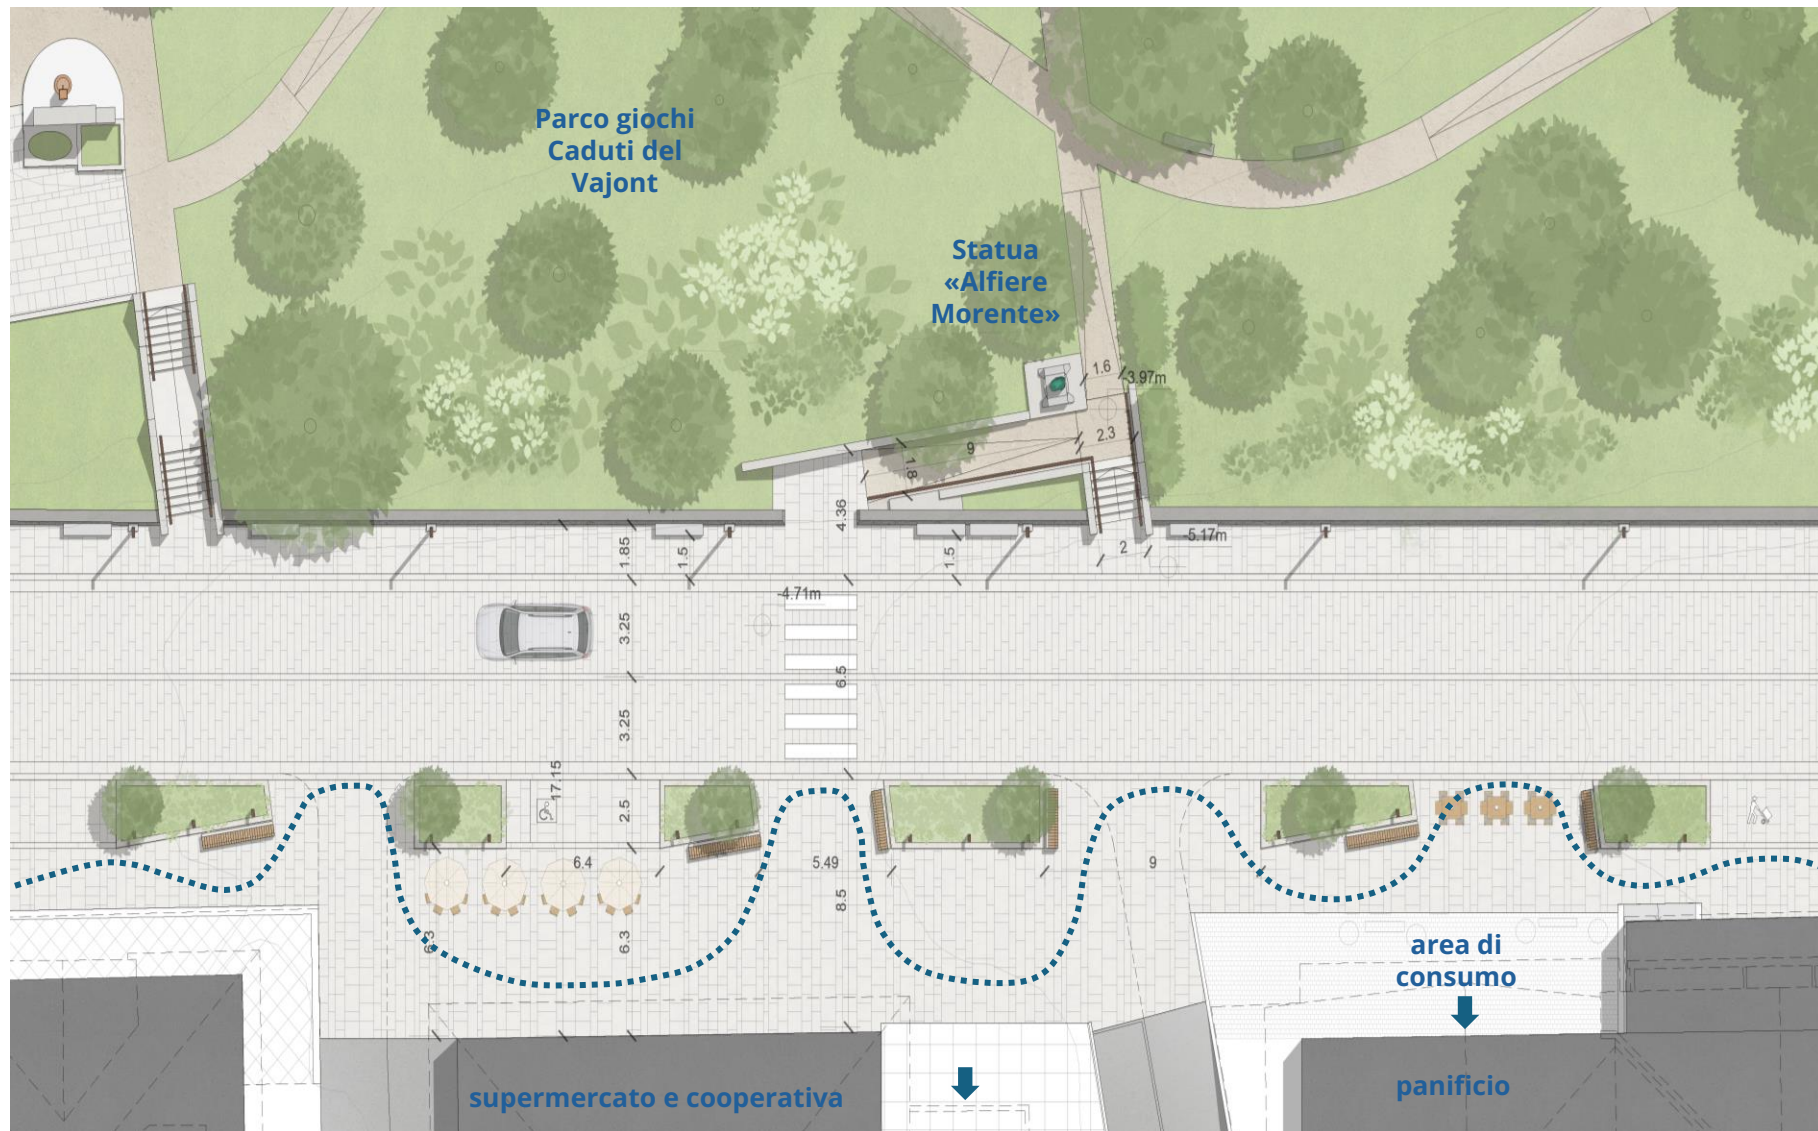 Parco giochi
Caduti del
Vajont
Statua
«Alfiere
Morente»
1.6
-3.97m
2.3
9
1.8
4.36
1.85
1.5
1.5
2
-5.17m
-4.71m
3.25
6.5
3.25
17.15
2.5
6.4
5.49
9
8.5
6.3
6.3
area di
consumo
supermercato e cooperativa
panificio